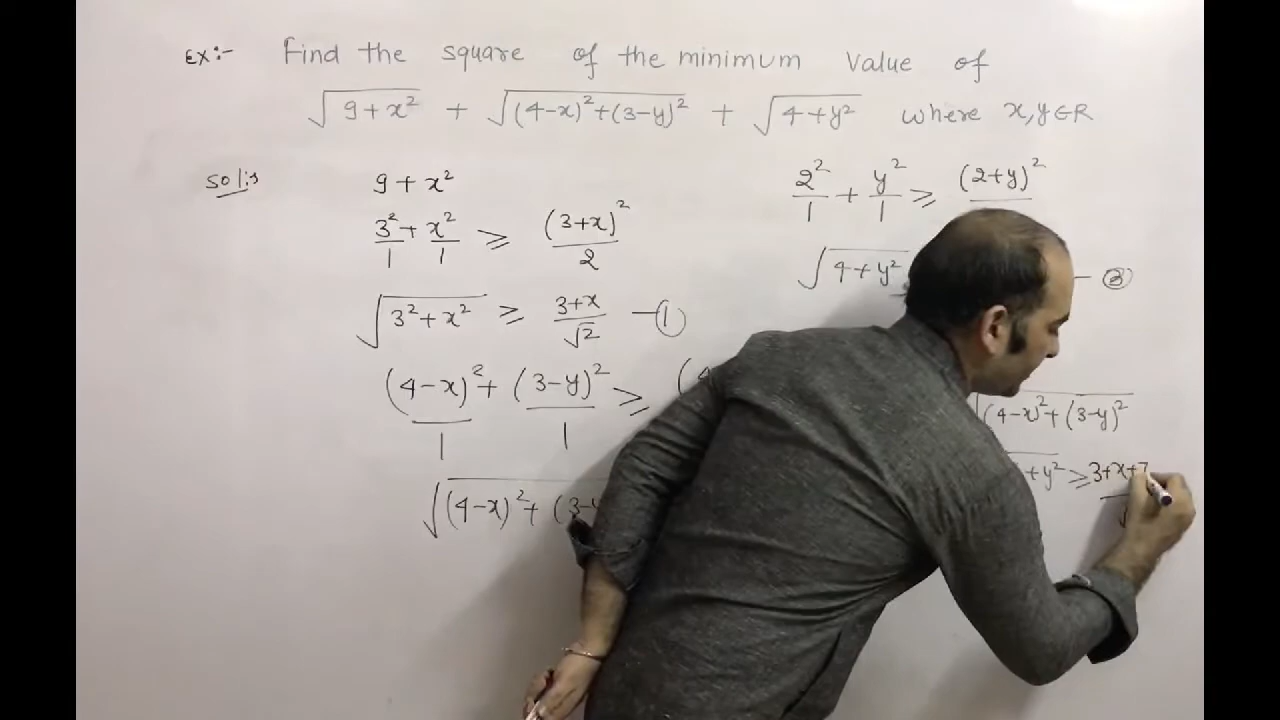 Ex:- Find the square of the minimum value of
√(9+x²) + √((4-x)²+(3-y)²) + √(4+y²) where x,y∈R
Sol:
9+x²
3²/1 + x²/1 ≥ (3+x)²/2
√(3²+x²) ≥ (3+x)/√2 —①
(4-x)²/1 + (3-y)²/1 ≥ (
√((4-x)²+(3-y
2²/1 + y²/1 ≥ (2+y)²
√(4+y²)
√((4-x)²+(3-y)²)
+y² ≥ 3+x+7